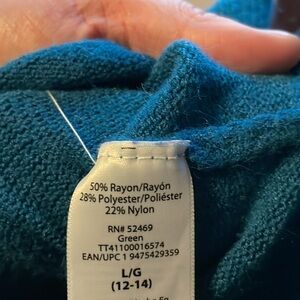 50% Rayon/Rayón
28% Polyester/Poliéster
22% Nylon
RN# 52469
Green
TT41100016574
EAN/UPC 1 9475429359
L/G
(12-14)